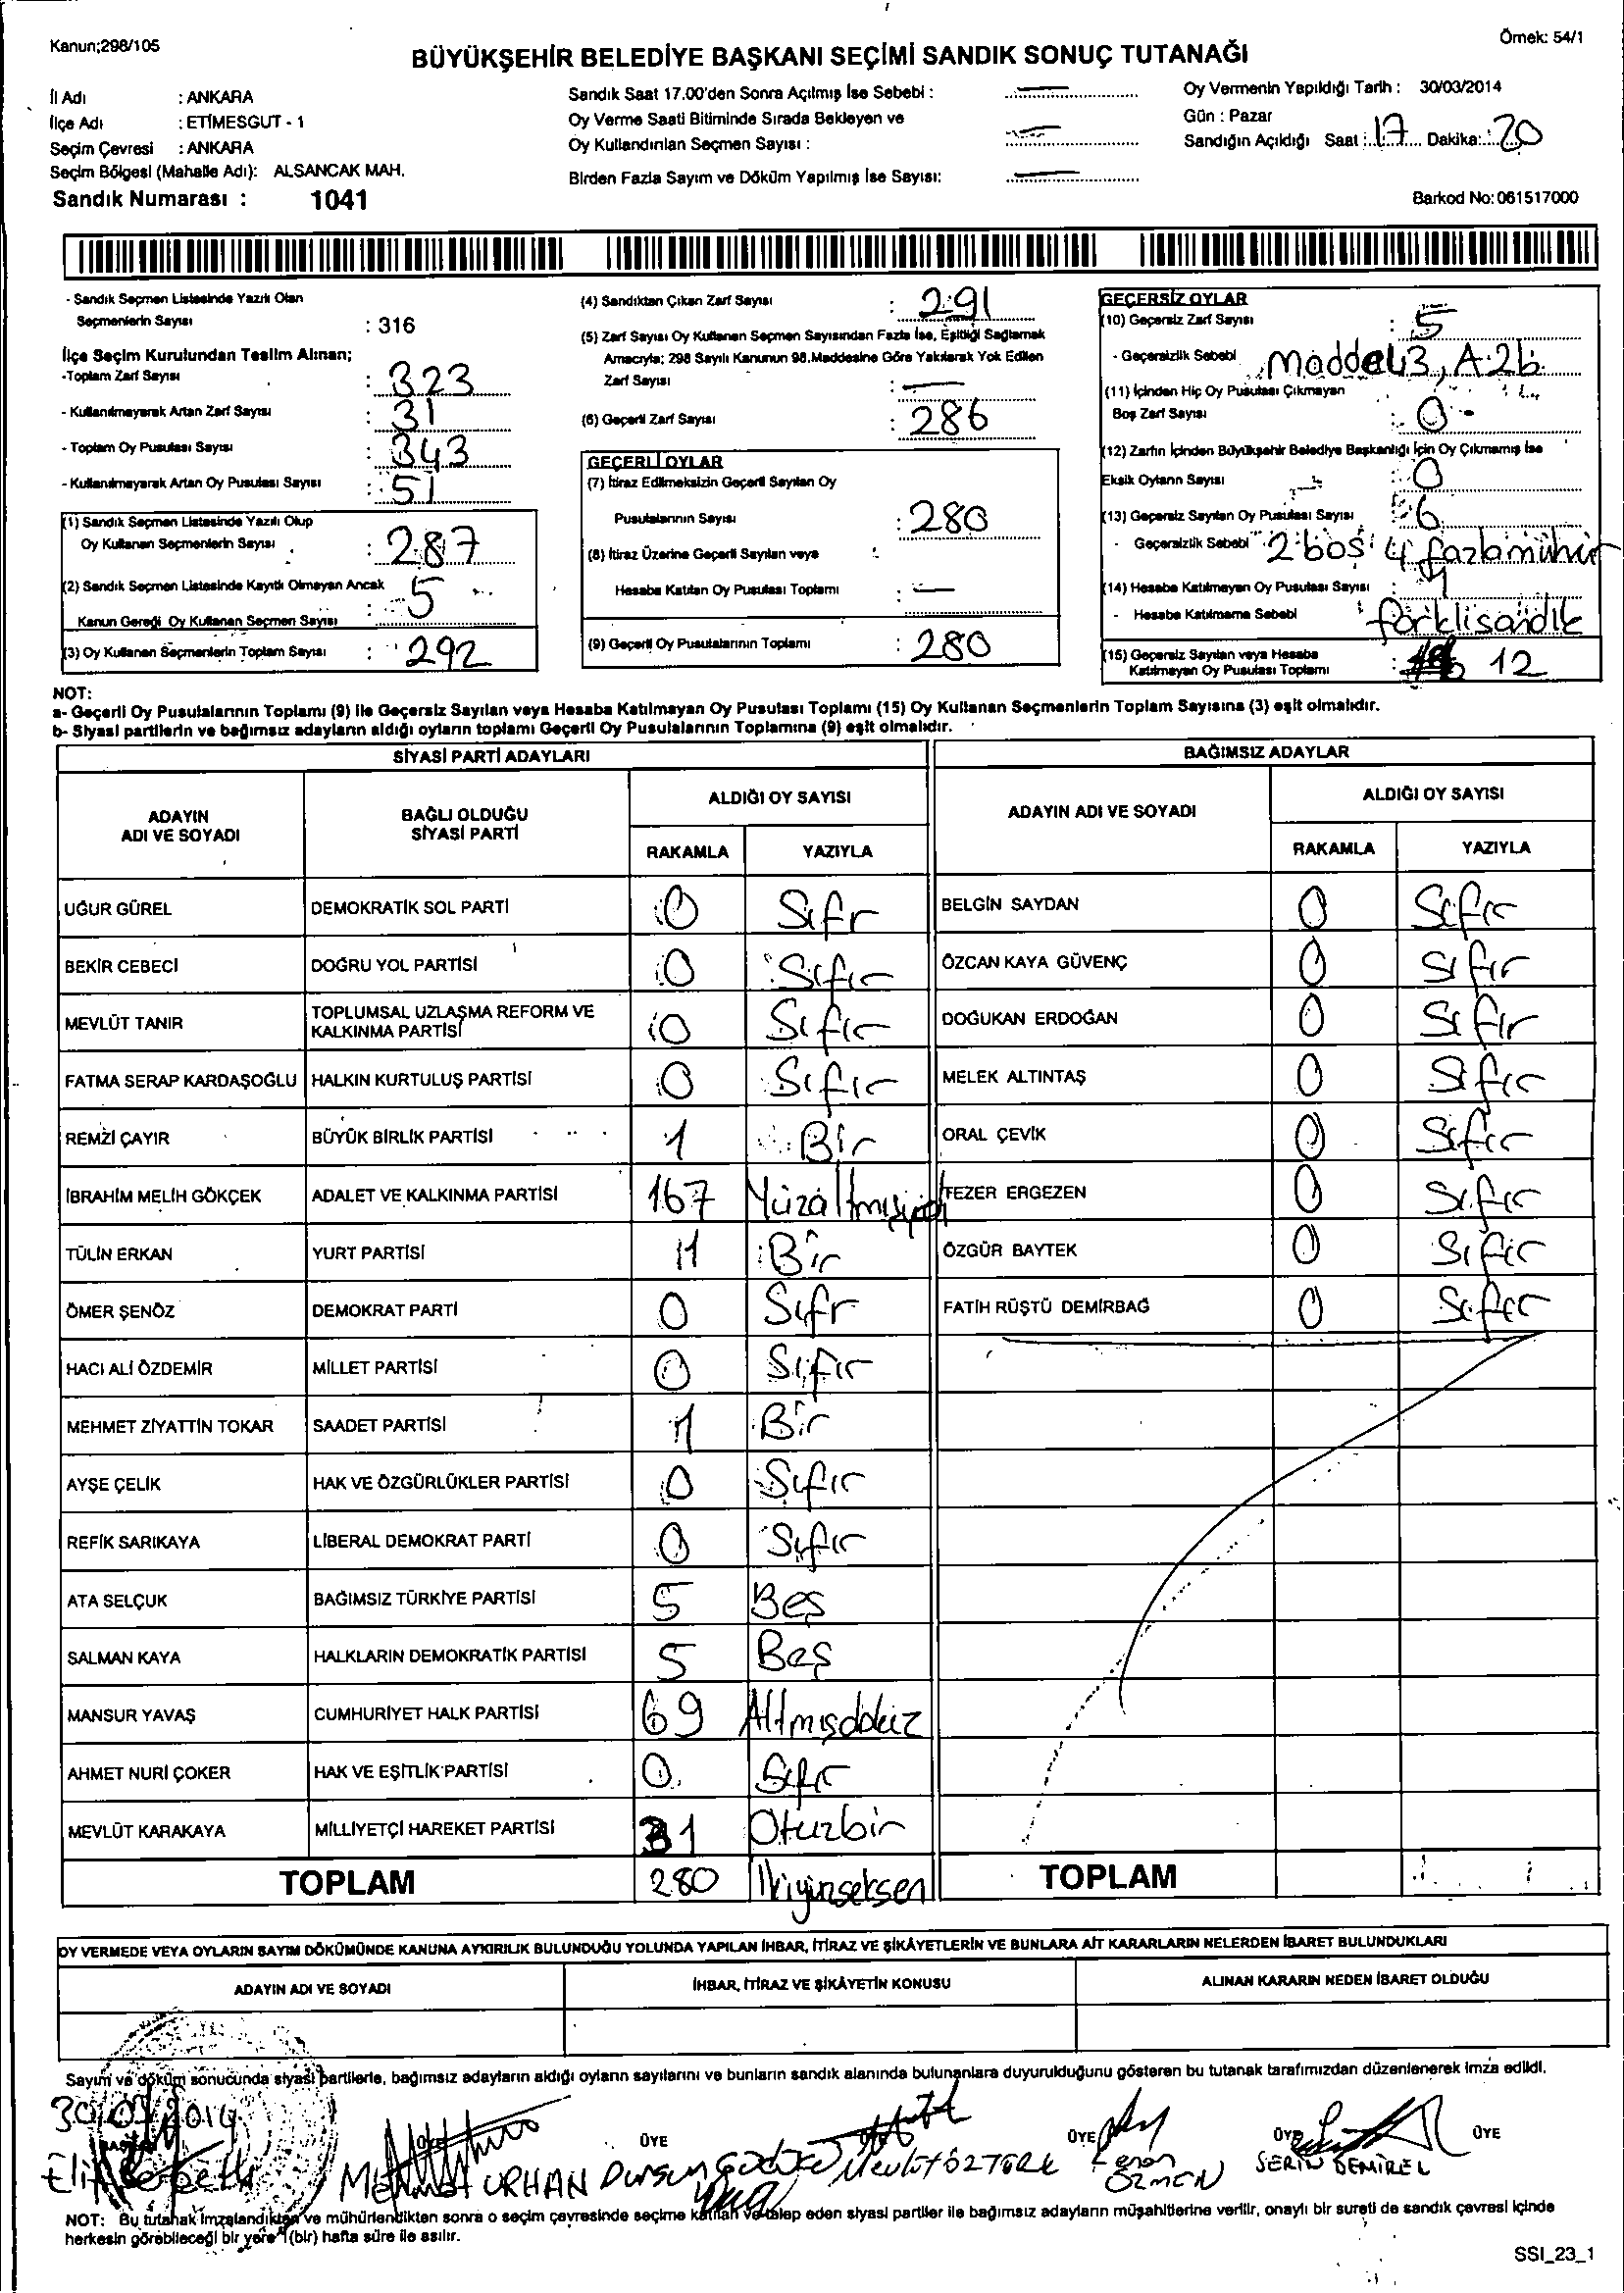 Kanun;298/105
Örnek: 54/1
BÜYÜKŞEHİR BELEDİYE BAŞKANI SEÇİMİ SANDIK SONUÇ TUTANAĞI
İl Adı : ANKARA
İlçe Adı : ETİMESGUT - 1
Seçim Çevresi : ANKARA
Seçim Bölgesi (Mahalle Adı): ALSANCAK MAH.
Sandık Numarası : 1041
Sandık Saat 17.00'den Sonra Açılmış İse Sebebi : —
Oy Verme Saati Bitiminde Sırada Bekleyen ve
Oy Kullandırılan Seçmen Sayısı : —
Birden Fazla Sayım ve Döküm Yapılmış İse Sayısı: —
Oy Vermenin Yapıldığı Tarih : 30/03/2014
Gün : Pazar
Sandığın Açıldığı Saat : 17 Dakika: 20
Barkod No: 061517000
- Sandık Seçmen Listesinde Yazılı Olan
Seçmenlerin Sayısı : 316
İlçe Seçim Kurulundan Teslim Alınan;
-Toplam Zarf Sayısı : 323
- Kullanılmayarak Artan Zarf Sayısı : 31
- Toplam Oy Pusulası Sayısı : 343
- Kullanılmayarak Artan Oy Pusulası Sayısı : 51
(1) Sandık Seçmen Listesinde Yazılı Olup
Oy Kullanan Seçmenlerin Sayısı : 287
(2) Sandık Seçmen Listesinde Kayıtlı Olmayan Ancak
Kanun Gereği Oy Kullanan Seçmen Sayısı : 5
(3) Oy Kullanan Seçmenlerin Toplam Sayısı : 292
(4) Sandıktan Çıkan Zarf Sayısı : 291
(5) Zarf Sayısı Oy Kullanan Seçmen Sayısından Fazla İse, Eşitliği Sağlamak
Amacıyla; 298 Sayılı Kanunun 98.Maddesine Göre Yakılarak Yok Edilen
Zarf Sayısı : —
(6) Geçerli Zarf Sayısı : 286
GEÇERLİ OYLAR
(7) İtiraz Edilmeksizin Geçerli Sayılan Oy
Pusulalarının Sayısı : 280
(8) İtiraz Üzerine Geçerli Sayılan veya
Hesaba Katılan Oy Pusulası Toplamı : —
(9) Geçerli Oy Pusulalarının Toplamı : 280
GEÇERSİZ OYLAR
(10) Geçersiz Zarf Sayısı : 5
- Geçersizlik Sebebi Madde43, A.2b
(11) İçinden Hiç Oy Pusulası Çıkmayan
Boş Zarf Sayısı : 0
(12) Zarfın İçinden Büyükşehir Belediye Başkanlığı İçin Oy Çıkmamış İse
Eksik Oyların Sayısı : 0
(13) Geçersiz Sayılan Oy Pusulası Sayısı : 6
- Geçersizlik Sebebi 2 boş 4 fazla mühür
(14) Hesaba Katılmayan Oy Pusulası Sayısı :
- Hesaba Katılmama Sebebi farklı sandık
(15) Geçersiz Sayılan veya Hesaba
Katılmayan Oy Pusulası Toplamı : 12
NOT:
a- Geçerli Oy Pusulalarının Toplamı (9) ile Geçersiz Sayılan veya Hesaba Katılmayan Oy Pusulası Toplamı (15) Oy Kullanan Seçmenlerin Toplam Sayısına (3) eşit olmalıdır.
b- Siyasi partilerin ve bağımsız adayların aldığı oyların toplamı Geçerli Oy Pusulalarının Toplamına (9) eşit olmalıdır.
SİYASİ PARTİ ADAYLARI
ADAYIN ADI VE SOYADI
BAĞLI OLDUĞU SİYASİ PARTİ
ALDIĞI OY SAYISI
RAKAMLA YAZIYLA
UĞUR GÜREL DEMOKRATİK SOL PARTİ 0 Sıfr
BEKİR CEBECİ DOĞRU YOL PARTİSİ 0 Sıfır
MEVLÜT TANIR TOPLUMSAL UZLAŞMA REFORM VE KALKINMA PARTİSİ 0 Sıfır
FATMA SERAP KARDAŞOĞLU HALKIN KURTULUŞ PARTİSİ 0 Sıfır
REMZİ ÇAYIR BÜYÜK BİRLİK PARTİSİ 1 Bir
İBRAHİM MELİH GÖKÇEK ADALET VE KALKINMA PARTİSİ 167 Yüzaltmışyedi
TÜLİN ERKAN YURT PARTİSİ 1 Bir
ÖMER ŞENÖZ DEMOKRAT PARTİ 0 Sıfr
HACI ALİ ÖZDEMİR MİLLET PARTİSİ 0 Sıfır
MEHMET ZİYATTİN TOKAR SAADET PARTİSİ 1 Bir
AYŞE ÇELİK HAK VE ÖZGÜRLÜKLER PARTİSİ 0 Sıfır
REFİK SARIKAYA LİBERAL DEMOKRAT PARTİ 0 Sıfır
ATA SELÇUK BAĞIMSIZ TÜRKİYE PARTİSİ 5 Beş
SALMAN KAYA HALKLARIN DEMOKRATİK PARTİSİ 5 Beş
MANSUR YAVAŞ CUMHURİYET HALK PARTİSİ 69 Altmışdokuz
AHMET NURİ ÇOKER HAK VE EŞİTLİK PARTİSİ 0 Sıfır
MEVLÜT KARAKAYA MİLLİYETÇİ HAREKET PARTİSİ 31 Otuzbir
TOPLAM 280 İkiyüzseksen
BAĞIMSIZ ADAYLAR
ADAYIN ADI VE SOYADI
ALDIĞI OY SAYISI
RAKAMLA YAZIYLA
BELGİN SAYDAN 0 Sıfır
ÖZCAN KAYA GÜVENÇ 0 Sıfır
DOĞUKAN ERDOĞAN 0 Sıfır
MELEK ALTINTAŞ 0 Sıfır
ORAL ÇEVİK 0 Sıfır
TEZER ERGEZEN 0 Sıfır
ÖZGÜR BAYTEK 0 Sıfır
FATİH RÜŞTÜ DEMİRBAĞ 0 Sıfır
TOPLAM
OY VERMEDE VEYA OYLARIN SAYIM DÖKÜMÜNDE KANUNA AYKIRILIK BULUNDUĞU YOLUNDA YAPILAN İHBAR, İTİRAZ VE ŞİKÂYETLERİN VE BUNLARA AİT KARARLARIN NELERDEN İBARET BULUNDUKLARI
ADAYIN ADI VE SOYADI İHBAR, İTİRAZ VE ŞİKÂYETİN KONUSU ALINAN KARARIN NEDEN İBARET OLDUĞU
Sayım ve döküm sonucunda siyasi partilerle, bağımsız adayların aldığı oyların sayılarını ve bunların sandık alanında bulunanlara duyurulduğunu gösteren bu tutanak tarafımızdan düzenlenerek imza edildi.
30/03/2014
BAŞKAN ÜYE ÜYE ÜYE ÜYE ÜYE
Elif Mehmet URHAN Dursun Mevlüt ÖZTÜRK Kenan ÖZMEN SERİN DEMİREL
NOT: Bu tutanak imzalandıktan ve mühürlendikten sonra o seçim çevresinde seçime katılan ve talep eden siyasi partiler ile bağımsız adayların müşahitlerine verilir, onaylı bir sureti de sandık çevresi içinde
herkesin görebileceği bir yere 1 (bir) hafta süre ile asılır.
SSI_23_1